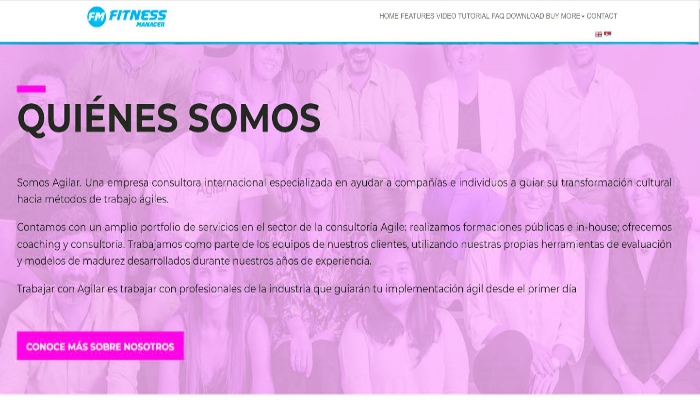 FM FITNESS
MANAGER
HOME FEATURES VIDEO TUTORIAL FAQ DOWNLOAD BUY MORE CONTACT
QUIÉNES SOMOS
Somos Agilar. Una empresa consultora internacional especializada en ayudar a compañías e individuos a guiar su transformación cultural
hacia métodos de trabajo ágiles.
Contamos con un amplio portfolio de servicios en el sector de la consultoría Agile: realizamos formaciones públicas e in-house; ofrecemos
coaching y consultoría. Trabajamos como parte de los equipos de nuestros clientes, utilizando nuestras propias herramientas de evaluación
y modelos de madurez desarrollados durante nuestros años de experiencia.
Trabajar con Agilar es trabajar con profesionales de la industria que guiarán tu implementación ágil desde el primer día
CONOCE MÁS SOBRE NOSOTROS